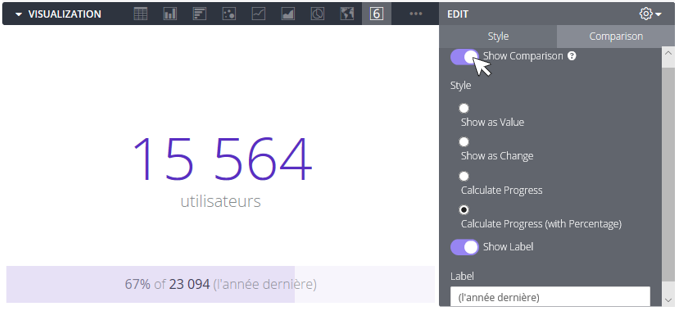 VISUALIZATION
6
EDIT
Style
Comparison
Show Comparison ?
Style
Show as Value
Show as Change
Calculate Progress
Calculate Progress (with Percentage)
Show Label
Label
(l'année dernière)
15 564
utilisateurs
67% of 23 094 (l'année dernière)